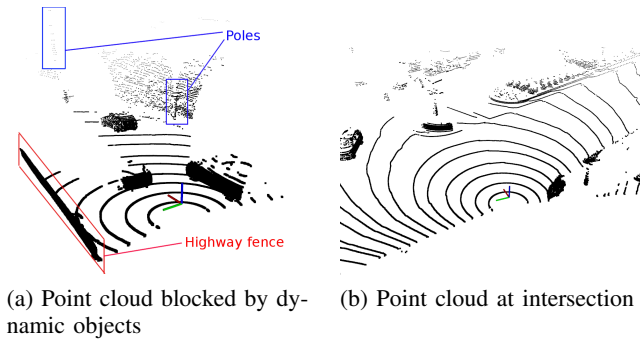 Poles
Highway fence
(a) Point cloud blocked by dy-
namic objects
(b) Point cloud at intersection